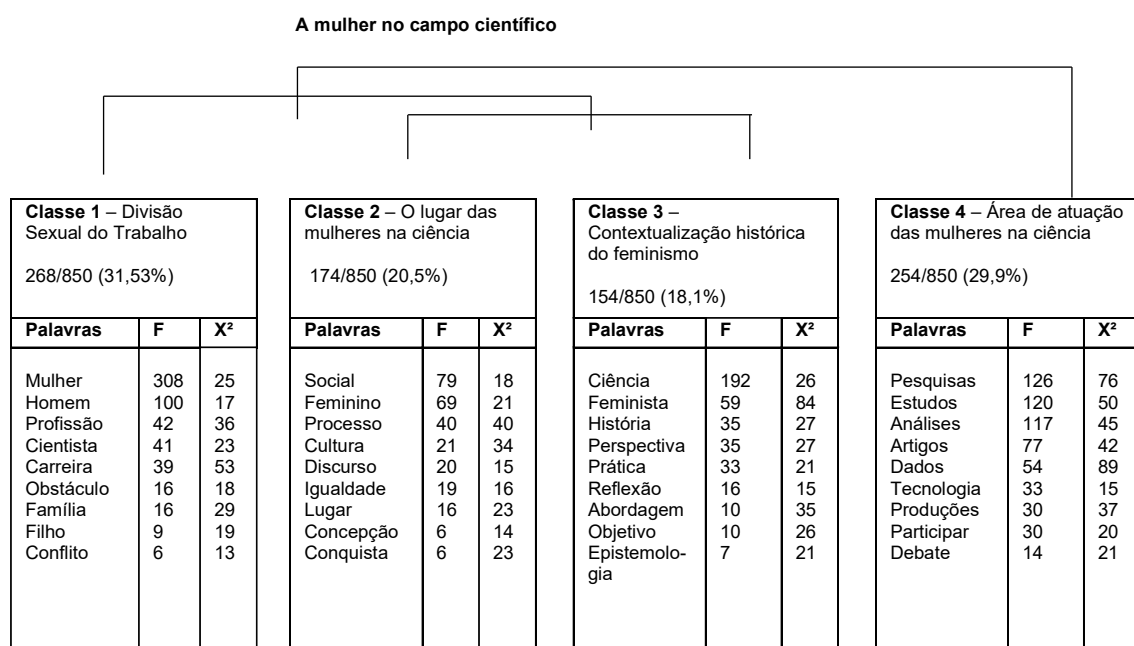 A mulher no campo científico
Classe 1 – Divisão
Sexual do Trabalho
268/850 (31,53%)
Palavras F X²
Mulher 308 25
Homem 100 17
Profissão 42 36
Cientista 41 23
Carreira 39 53
Obstáculo 16 18
Família 16 29
Filho 9 19
Conflito 6 13
Classe 2 – O lugar das
mulheres na ciência
174/850 (20,5%)
Palavras F X²
Social 79 18
Feminino 69 21
Processo 40 40
Cultura 21 34
Discurso 20 15
Igualdade 19 16
Lugar 16 23
Concepção 6 14
Conquista 6 23
Classe 3 –
Contextualização histórica
do feminismo
154/850 (18,1%)
Palavras F X²
Ciência 192 26
Feminista 59 84
História 35 27
Perspectiva 35 27
Prática 33 21
Reflexão 16 15
Abordagem 10 35
Objetivo 10 26
Epistemolo- 7 21
gia
Classe 4 – Área de atuação
das mulheres na ciência
254/850 (29,9%)
Palavras F X²
Pesquisas 126 76
Estudos 120 50
Análises 117 45
Artigos 77 42
Dados 54 89
Tecnologia 33 15
Produções 30 37
Participar 30 20
Debate 14 21